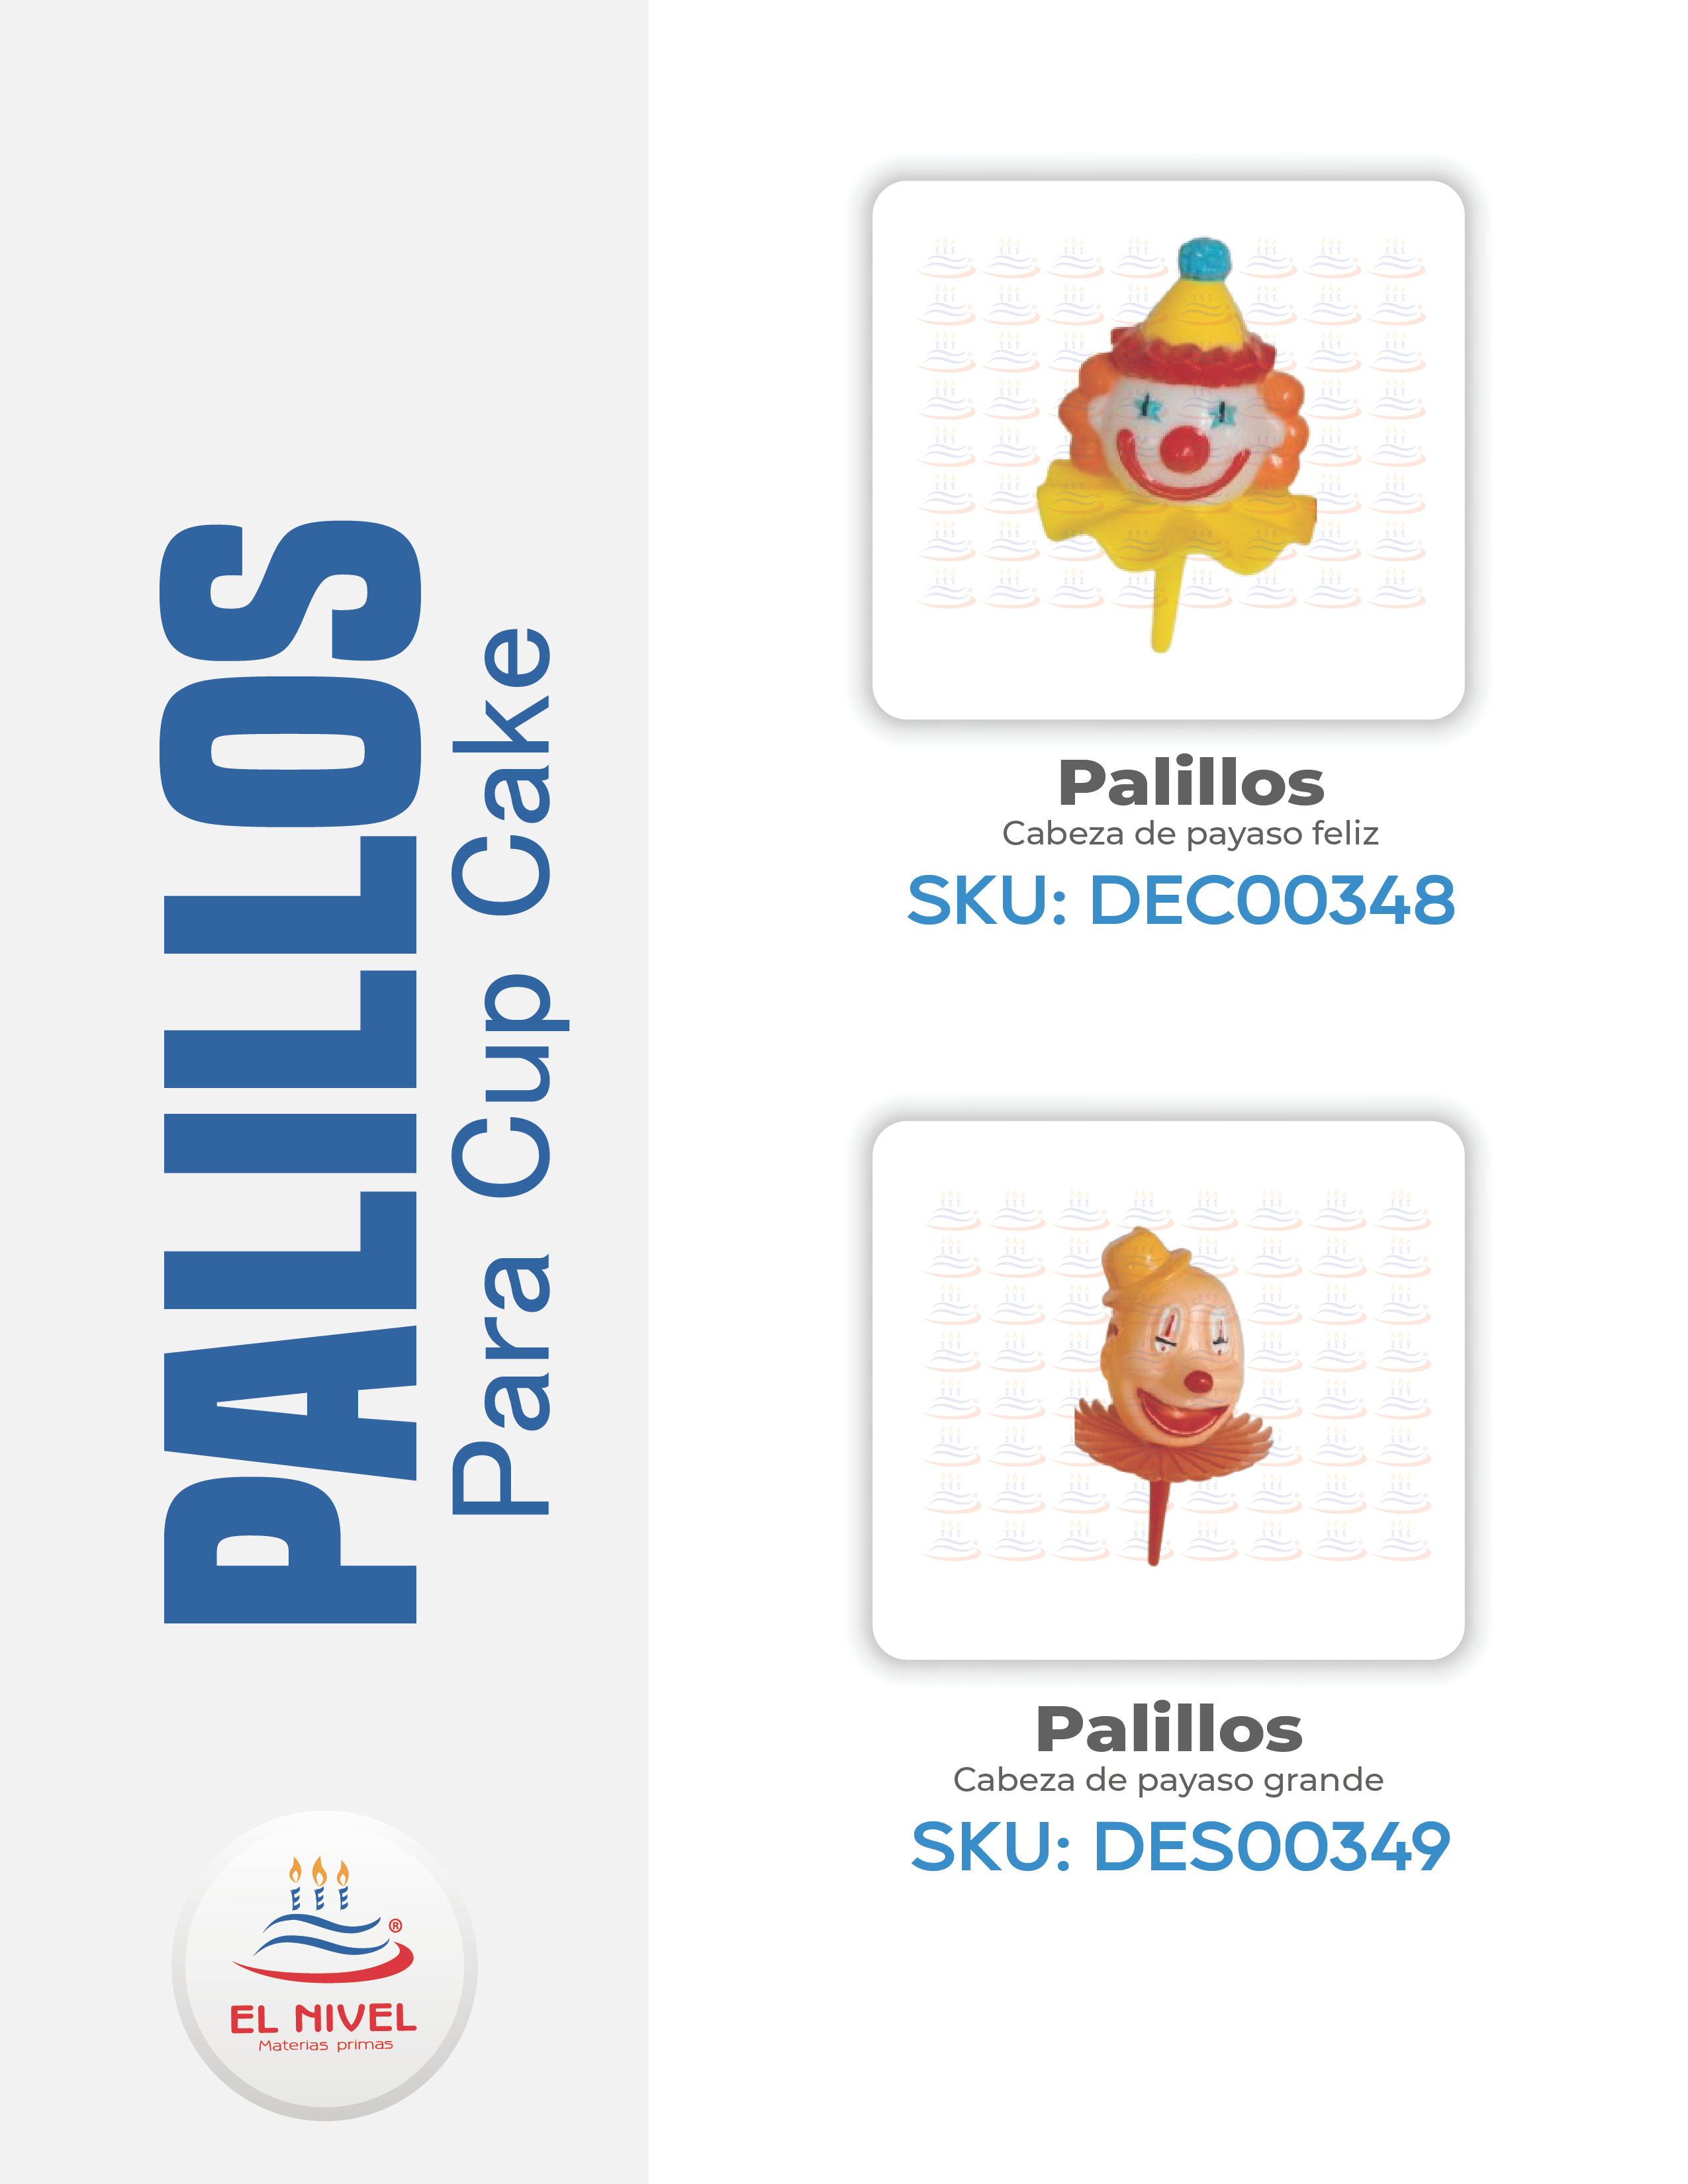 PALILLOS
Para Cup Cake
Palillos
Cabeza de payaso feliz
SKU: DEC00348
Palillos
Cabeza de payaso grande
SKU: DES00349
®
EL NIVEL
Materias primas